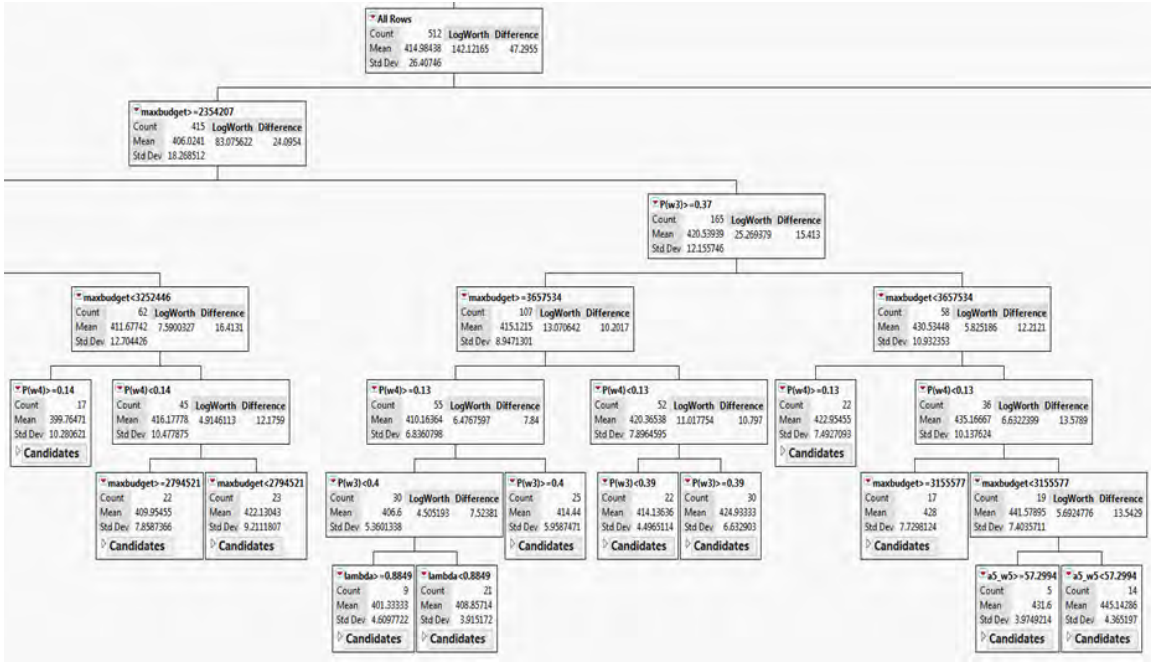 All Rows
Count 512 LogWorth Difference
Mean 414.98438 142.12165 47.2955
Std Dev 26.40746
maxbudget>=2354207
Count 415 LogWorth Difference
Mean 406.0241 83.075622 24.0954
Std Dev 18.268512
P(w3)>=0.37
Count 165 LogWorth Difference
Mean 420.53939 25.269379 15.413
Std Dev 12.155746
maxbudget<3252446
Count 62 LogWorth Difference
Mean 411.67742 7.5900327 16.4131
Std Dev 12.704426
maxbudget>=3657534
Count 107 LogWorth Difference
Mean 415.1215 13.070642 10.2017
Std Dev 8.9471301
maxbudget<3657534
Count 58 LogWorth Difference
Mean 430.53448 5.825186 12.2121
Std Dev 10.932353
P(w4)>=0.14
Count 17
Mean 399.76471
Std Dev 10.280621
Candidates
P(w4)<0.14
Count 45 LogWorth Difference
Mean 416.17778 4.9146113 12.1759
Std Dev 10.477875
P(w4)>=0.13
Count 55 LogWorth Difference
Mean 410.16364 6.4767597 7.84
Std Dev 6.8360798
P(w4)<0.13
Count 52 LogWorth Difference
Mean 420.36538 11.017754 10.797
Std Dev 7.8964595
P(w4)>=0.13
Count 22
Mean 422.95455
Std Dev 7.4927093
Candidates
P(w4)<0.13
Count 36 LogWorth Difference
Mean 435.16667 6.6322399 13.5789
Std Dev 10.137624
maxbudget>=2794521
Count 22
Mean 409.95455
Std Dev 7.8587366
Candidates
maxbudget<2794521
Count 23
Mean 422.13043
Std Dev 9.2111807
Candidates
P(w3)<0.4
Count 30 LogWorth Difference
Mean 406.6 4.505193 7.52381
Std Dev 5.3601338
P(w3)>=0.4
Count 25
Mean 414.44
Std Dev 5.9587471
Candidates
P(w3)<0.39
Count 22
Mean 414.13636
Std Dev 4.4965114
Candidates
P(w3)>=0.39
Count 30
Mean 424.93333
Std Dev 6.632903
Candidates
maxbudget>=3155577
Count 17
Mean 428
Std Dev 7.7298124
Candidates
maxbudget<3155577
Count 19 LogWorth Difference
Mean 441.57895 5.6924776 13.5429
Std Dev 7.4035711
lambda>=0.8849
Count 9
Mean 401.33333
Std Dev 4.6097722
Candidates
lambda<0.8849
Count 21
Mean 408.85714
Std Dev 3.915172
Candidates
a5_w5>=57.2994
Count 5
Mean 431.6
Std Dev 3.9749214
Candidates
a5_w5<57.2994
Count 14
Mean 445.14286
Std Dev 4.365197
Candidates